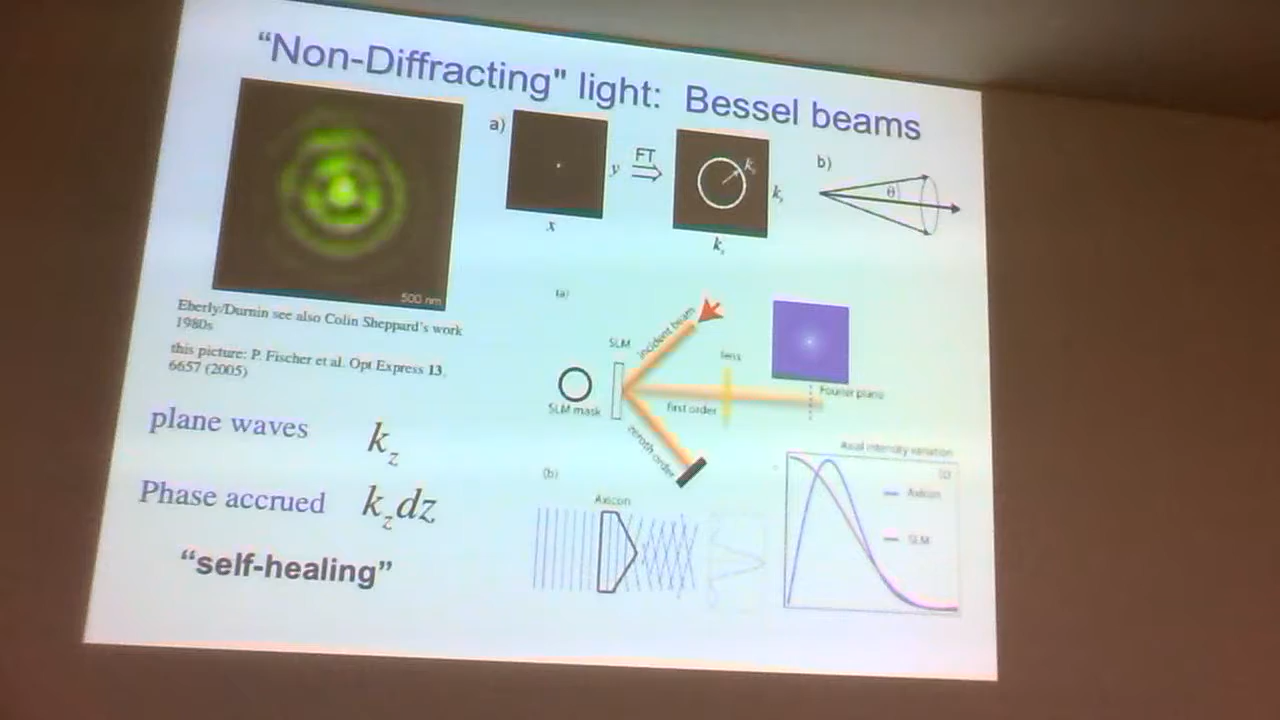 “Non-Diffracting" light: Bessel beams
a)
x
y
FT
k
k
b)
θ
500 nm
Eberly/Durnin see also Colin Sheppard's work
1980s
this picture: P. Fischer et al. Opt Express 13,
6657 (2005)
plane waves kz
Phase accrued kzdz
“self-healing”
(a)
SLM
incident beam
lens
SLM mask
first order
Fourier plane
zeroth order
(b)
Axicon
Axial intensity variation
Axicon
SLM